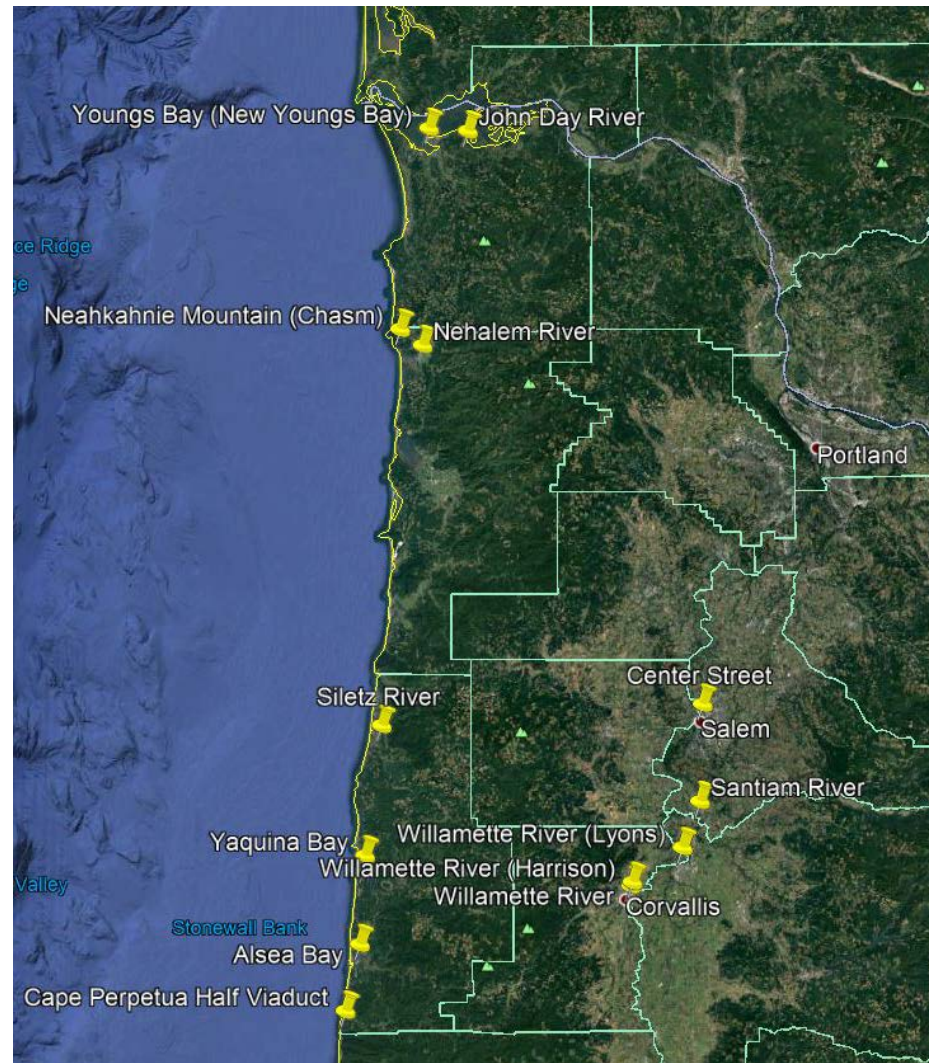 Youngs Bay (New Youngs Bay)
John Day River
ce Ridge
ge
Neahkahnie Mountain (Chasm)
Nehalem River
Portland
Center Street
Siletz River
Salem
Santiam River
Yaquina Bay
Willamette River (Lyons)
Willamette River (Harrison)
Valley
Willamette River
Corvallis
Stonewall Bank
Alsea Bay
Cape Perpetua Half Viaduct